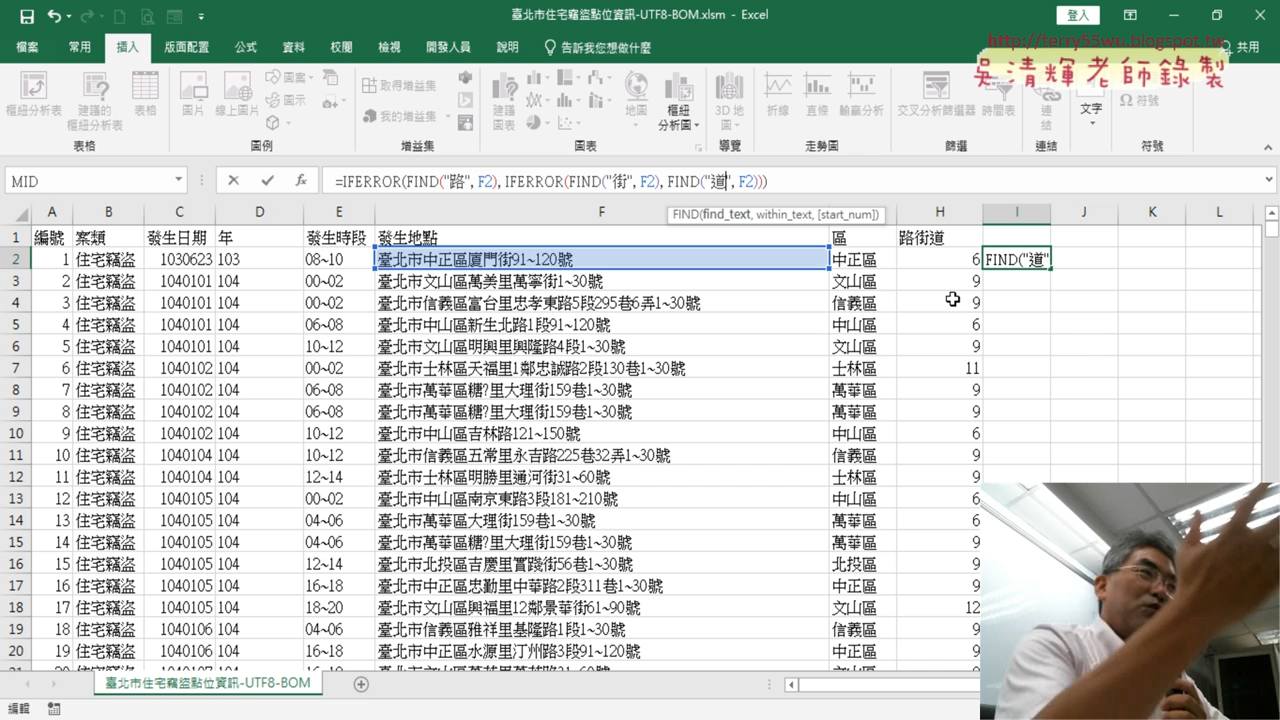 臺北市住宅竊盜點位資訊-UTF8-BOM.xlsm - Excel
登入
http://terry55wu.blogspot.tw
吳清輝老師錄製
檔案 常用 插入 版面配置 公式 資料 校閱 檢視 開發人員 說明 告訴我您想做什麼 共用
樞紐分析表 建議的樞紐分析表 表格 圖片 線上圖片 圖案 圖示 取得增益集 我的增益集 建議圖表 地圖 樞紐分析圖 3D 地圖 折線 直條 輸贏分析 交叉分析篩選器 時間表 連結 文字 符號
表格 圖例 增益集 圖表 導覽 走勢圖 篩選 連結 符號
MID =IFERROR(FIND("路", F2), IFERROR(FIND("街", F2), FIND("道", F2)))
FIND(find_text, within_text, [start_num])
A B C D E F H I J K L
1 編號 案類 發生日期 年 發生時段 發生地點 區 路街道
2 1 住宅竊盜 1030623 103 08~10 臺北市中正區廈門街91~120號 中正區 6 FIND("道"
3 2 住宅竊盜 1040101 104 00~02 臺北市文山區萬美里萬寧街1~30號 文山區 9
4 3 住宅竊盜 1040101 104 00~02 臺北市信義區富台里忠孝東路5段295巷6弄1~30號 信義區 9
5 4 住宅竊盜 1040101 104 06~08 臺北市中山區新生北路1段91~120號 中山區 6
6 5 住宅竊盜 1040101 104 10~12 臺北市文山區明興里興隆路4段1~30號 文山區 9
7 6 住宅竊盜 1040102 104 00~02 臺北市士林區天福里1鄰忠誠路2段130巷1~30號 士林區 11
8 7 住宅竊盜 1040102 104 06~08 臺北市萬華區糖?里大理街159巷1~30號 萬華區 9
9 8 住宅竊盜 1040102 104 06~08 臺北市萬華區糖?里大理街159巷1~30號 萬華區 9
10 9 住宅竊盜 1040102 104 10~12 臺北市中山區吉林路121~150號 中山區 6
11 10 住宅竊盜 1040104 104 10~12 臺北市信義區五常里永吉路225巷32弄1~30號 信義區 9
12 11 住宅竊盜 1040105 104 12~14 臺北市士林區明勝里通河街31~60號 士林區 9
13 12 住宅竊盜 1040105 104 00~02 臺北市中山區南京東路3段181~210號 中山區 6
14 13 住宅竊盜 1040105 104 04~06 臺北市萬華區大理街159巷1~30號 萬華區 6
15 14 住宅竊盜 1040105 104 04~06 臺北市萬華區糖?里大理街159巷1~30號 萬華區 9
16 15 住宅竊盜 1040105 104 12~14 臺北市北投區吉慶里實踐街56巷1~30號 北投區 9
17 16 住宅竊盜 1040105 104 16~18 臺北市中正區忠勤里中華路2段311巷1~30號 中正區 9
18 17 住宅竊盜 1040105 104 18~20 臺北市文山區興福里12鄰景華街61~90號 文山區 12
19 18 住宅竊盜 1040105 104 04~06 臺北市信義區雅祥里基隆路1段1~30號 信義區 9
20 19 住宅竊盜 1040106 104 16~18 臺北市中正區水源里汀州路3段91~120號 中正區 9
臺北市住宅竊盜點位資訊-UTF8-BOM
編輯